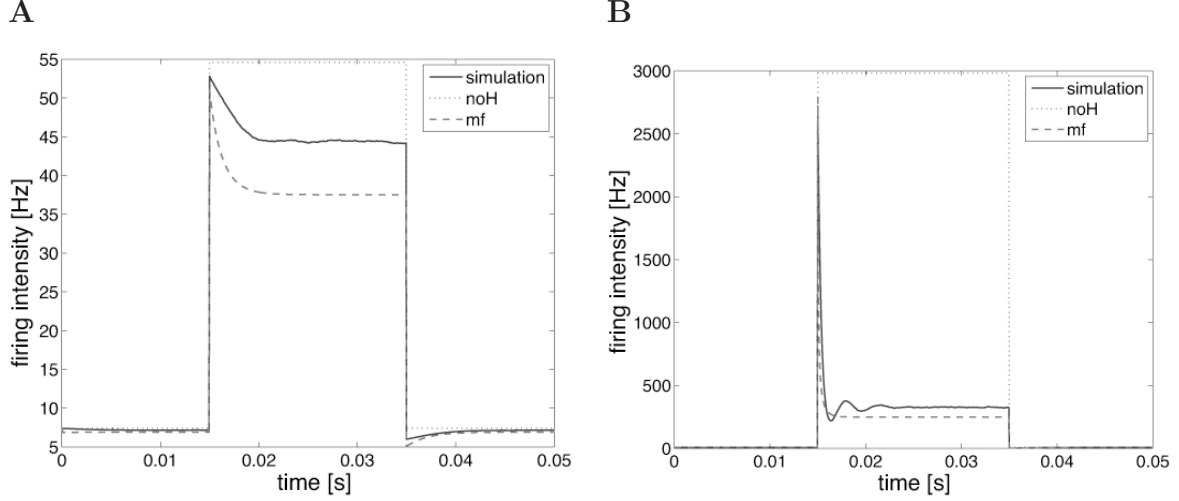 A
B
firing intensity [Hz]
55
50
45
40
35
30
25
20
15
10
5
0
0.01
0.02
0.03
0.04
0.05
time [s]
simulation
noH
mf
firing intensity [Hz]
3000
2500
2000
1500
1000
500
0
0
0.01
0.02
0.03
0.04
0.05
time [s]
simulation
noH
mf